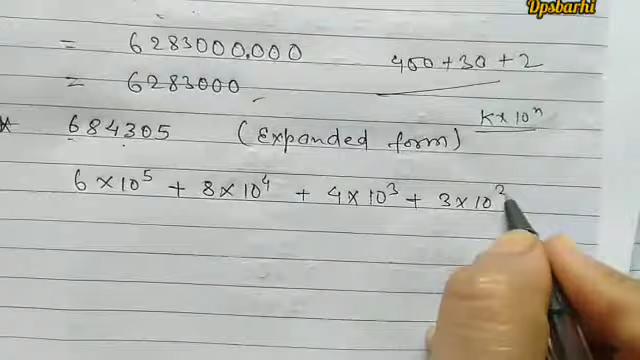 Dpsbarhi
= 6283000.000
400+30+2
= 6283000
* 684305 (Expanded form) K×10ⁿ
6×10⁵ + 8×10⁴ + 4×10³ + 3×10²